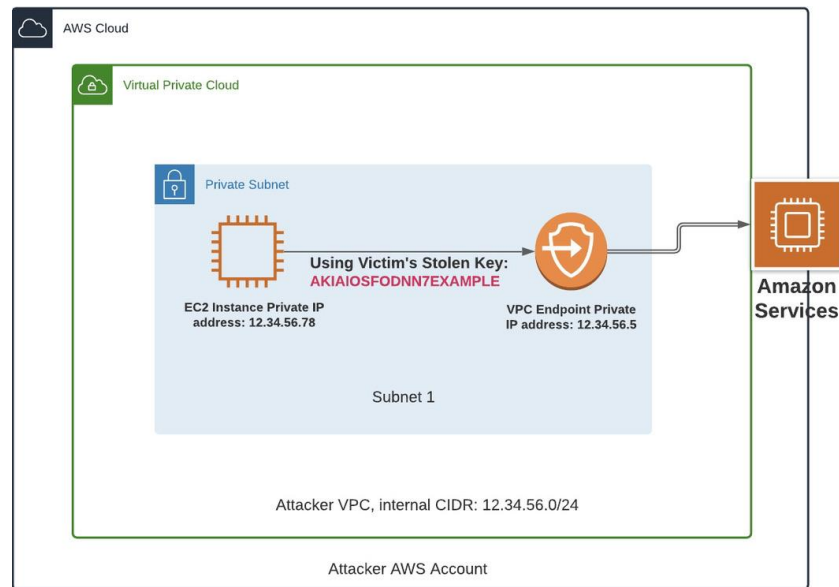 AWS Cloud
Virtual Private Cloud
Private Subnet
Using Victim's Stolen Key:
AKIAIOSFODNN7EXAMPLE
EC2 Instance Private IP
address: 12.34.56.78
VPC Endpoint Private
IP address: 12.34.56.5
Amazon
Services
Subnet 1
Attacker VPC, internal CIDR: 12.34.56.0/24
Attacker AWS Account